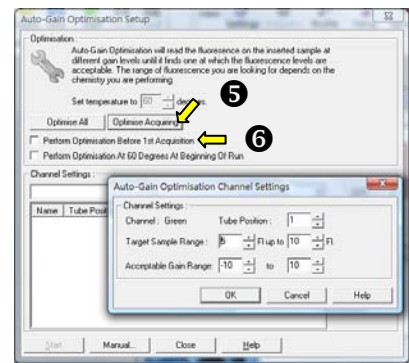 Auto-Gain Optimisation Setup
Optimisation :
Auto-Gain Optimisation will read the fluoresence on the inserted sample at
different gain levels until it finds one at which the fluorescence levels are
acceptable. The range of fluorescence you are looking for depends on the
chemistry you are performing.
Set temperature to 60 degrees.
5
Optimise All Optimise Acquiring
Perform Optimisation Before 1st Acquisition 6
Perform Optimisation At 60 Degrees At Beginning Of Run
Channel Settings :
Name Tube Posit
Auto-Gain Optimisation Channel Settings
Channel Settings :
Channel : Green Tube Position : 1
Target Sample Range : 5 Fl up to 10 Fl.
Acceptable Gain Range: -10 to 10
OK Cancel Help
Start Manual... Close Help